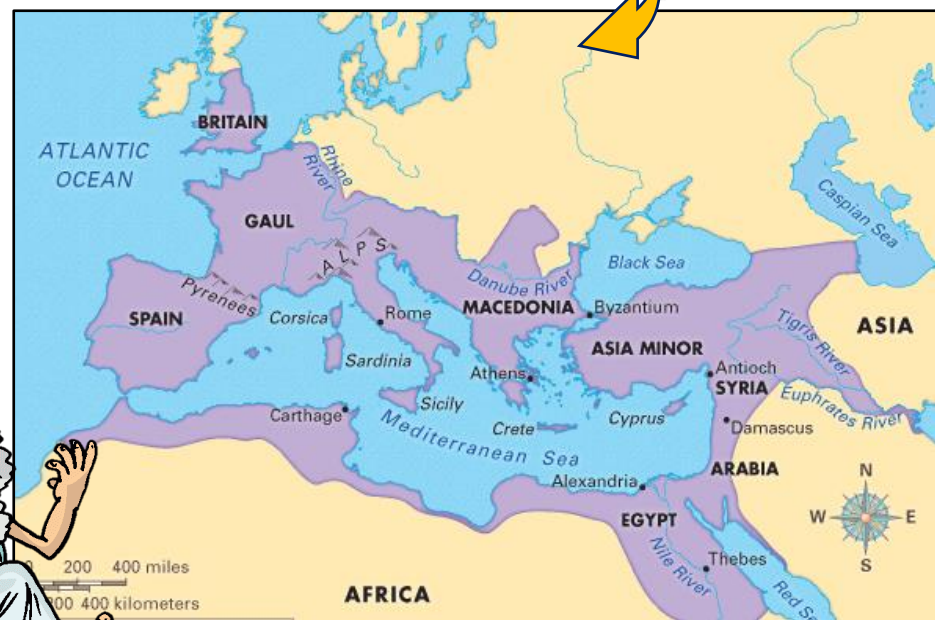 BRITAIN
ATLANTIC
OCEAN
Rhine
River
GAUL
ALPS
Pyrenees
SPAIN
Corsica
Rome
Sardinia
Danube River
MACEDONIA
Black Sea
Byzantium
Caspian Sea
ASIA
Tigris River
ASIA MINOR
Antioch
SYRIA
Euphrates River
Athens
Sicily
Carthage
Crete
Cyprus
Damascus
Mediterranean Sea
ARABIA
Alexandria
EGYPT
Nile River
Thebes
Red
N
W
E
S
200 400 miles
400 kilometers
AFRICA